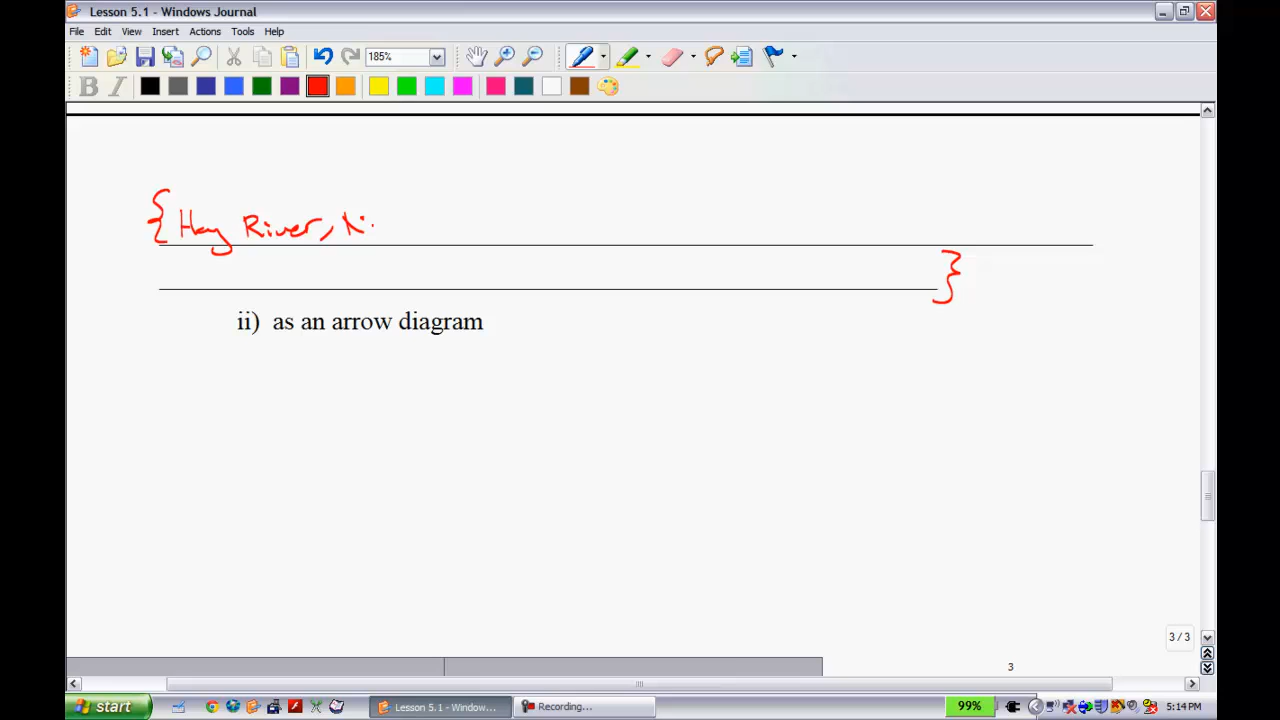 Lesson 5.1 - Windows Journal
File Edit View Insert Actions Tools Help
185%
B I
{ Hay River, N.
}
ii) as an arrow diagram
3 / 3
3
start Lesson 5.1 - Window... Recording... 99% 5:14 PM